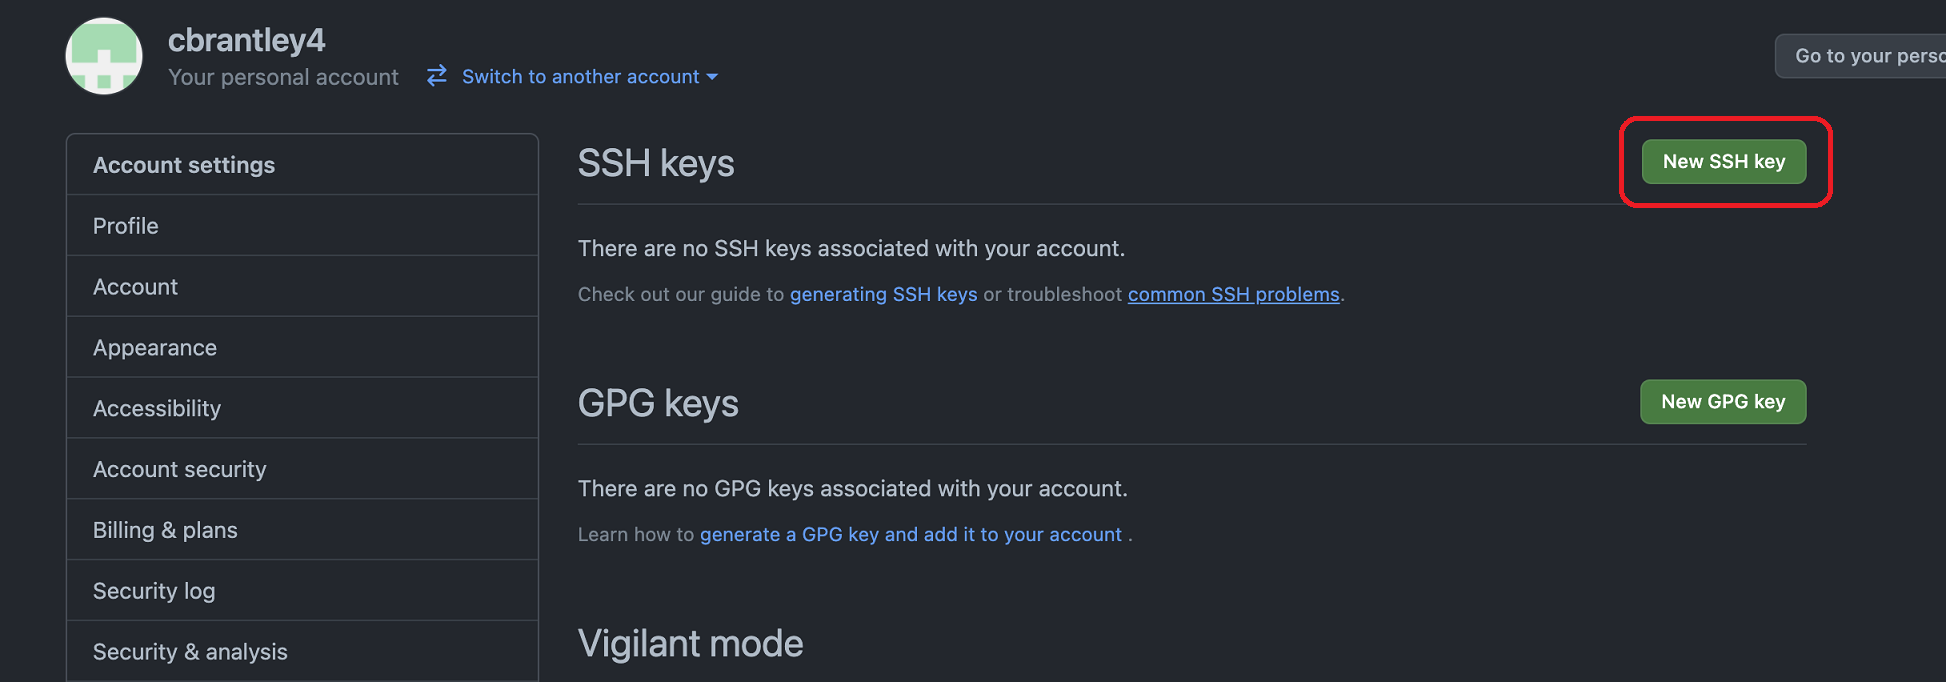 cbrantley4
Your personal account
Switch to another account
Go to your
Account settings
Profile
Account
Appearance
Accessibility
Account security
Billing & plans
Security log
Security & analysis
SSH keys
New SSH key
There are no SSH keys associated with your account.
Check out our guide to generating SSH keys or troubleshoot common SSH problems.
GPG keys
New GPG key
There are no GPG keys associated with your account.
Learn how to generate a GPG key and add it to your account .
Vigilant mode